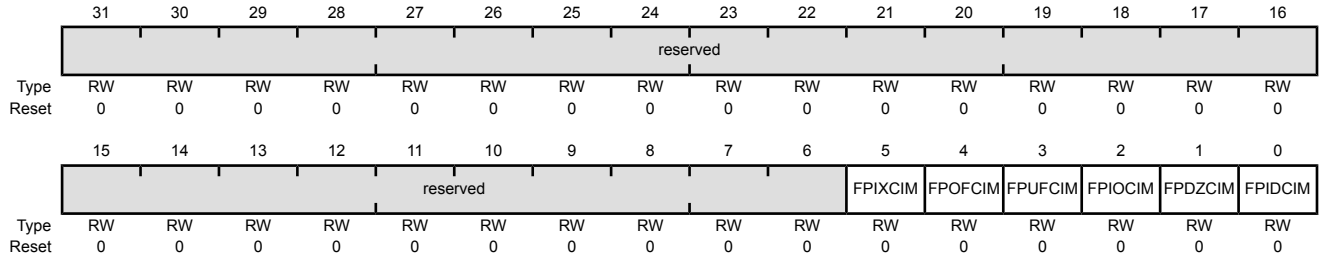 31 30 29 28 27 26 25 24 23 22 21 20 19 18 17 16
reserved
Type RW RW RW RW RW RW RW RW RW RW RW RW RW RW RW RW
Reset 0 0 0 0 0 0 0 0 0 0 0 0 0 0 0 0
15 14 13 12 11 10 9 8 7 6 5 4 3 2 1 0
reserved FPIXCIM FPOFCIM FPUFCIM FPIOCIM FPDZCIM FPIDCIM
Type RW RW RW RW RW RW RW RW RW RW RW RW RW RW RW RW
Reset 0 0 0 0 0 0 0 0 0 0 0 0 0 0 0 0